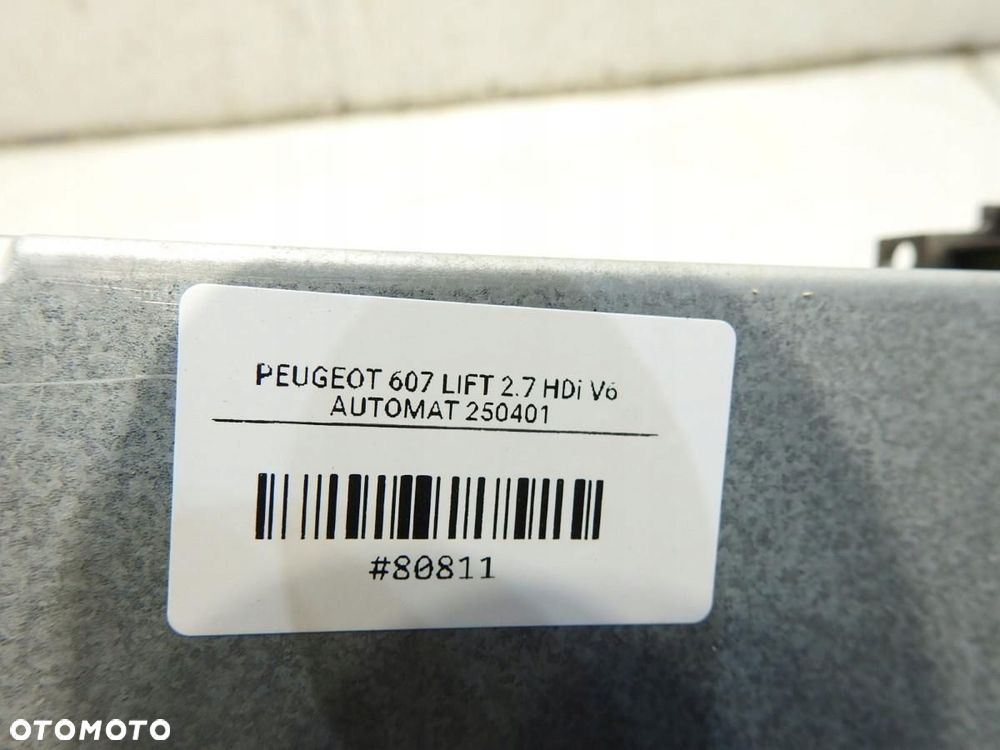 PEUGEOT 607 LIFT 2.7 HDi V6
AUTOMAT 250401
#80811
OTOMOTO